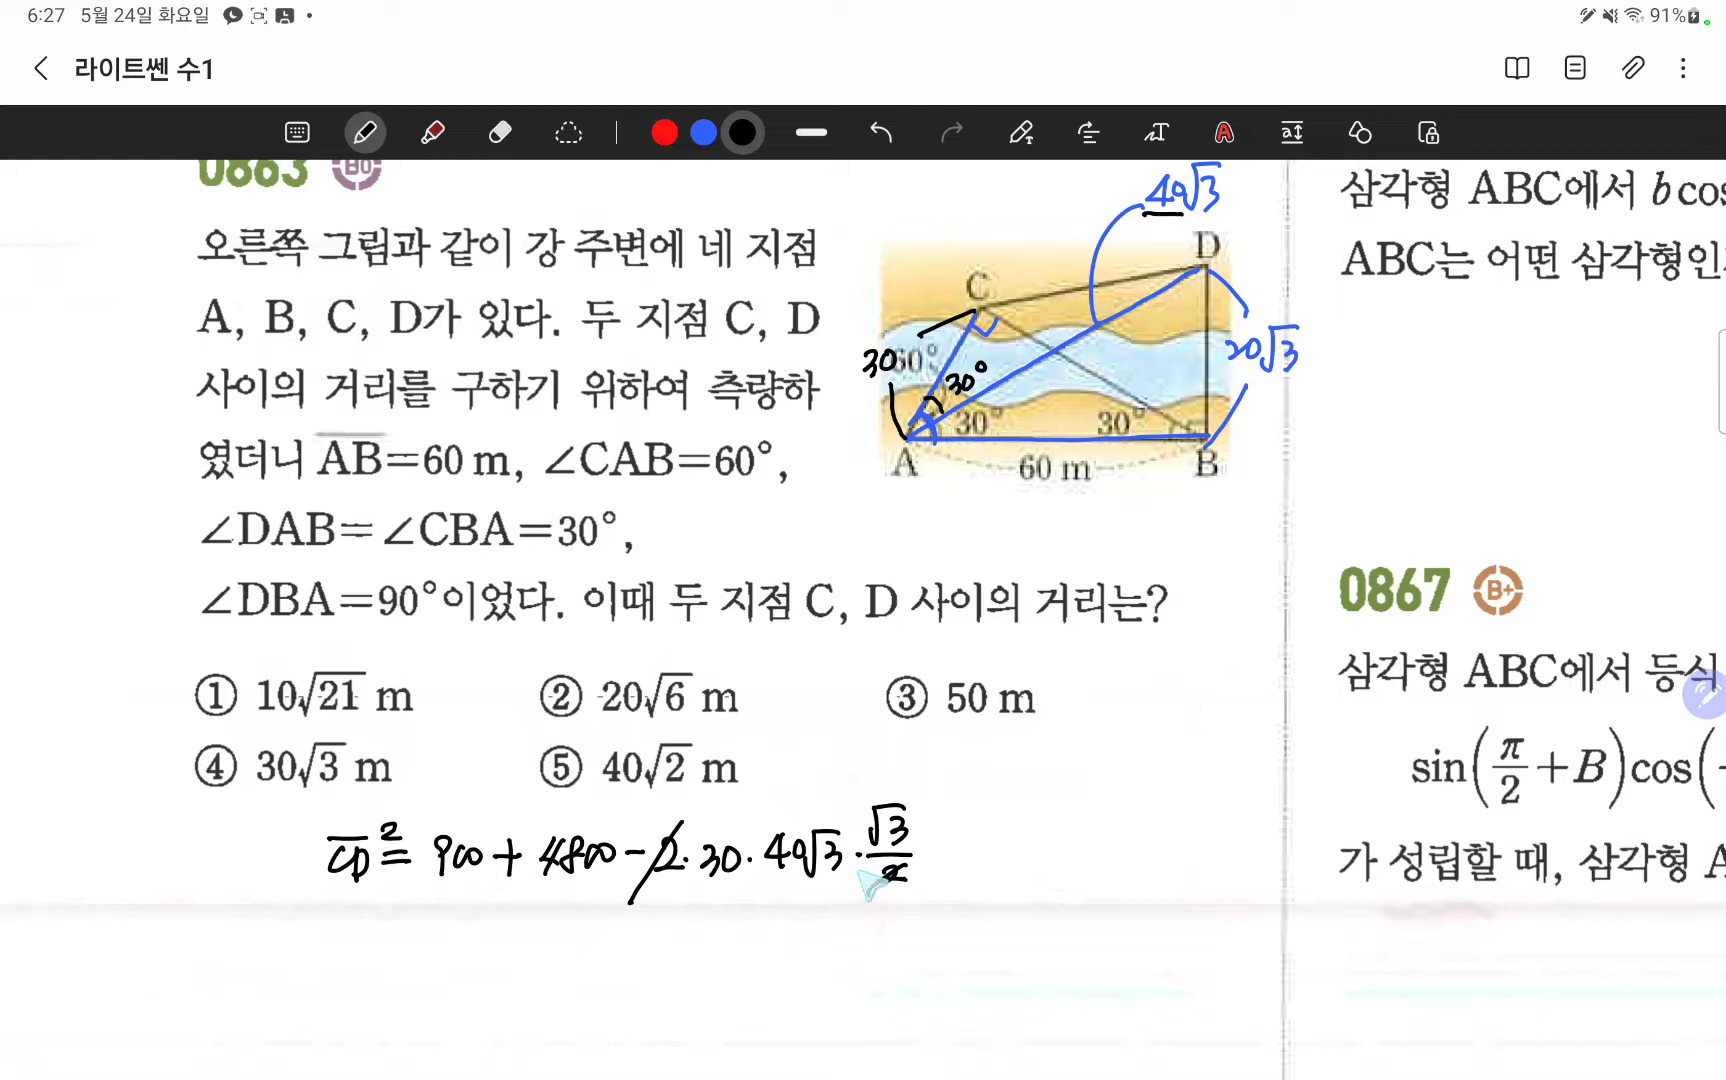 6:27 5월 24일 화요일
91%
라이트쎈 수1
0863
오른쪽 그림과 같이 강 주변에 네 지점
A, B, C, D가 있다. 두 지점 C, D
사이의 거리를 구하기 위하여 측량하
였더니 \overline{AB}=60 m, ∠CAB=60°,
∠DAB=∠CBA=30°,
∠DBA=90°이었다. 이때 두 지점 C, D 사이의 거리는?
40√3
D
C
20√3
30
60°
30°
30°
30°
A
60 m
B
① 10√21 m
② 20√6 m
③ 50 m
④ 30√3 m
⑤ 40√2 m
\overline{CD}² = 900 + 4800 - 2 · 30 · 40√3 · √3/2
삼각형 ABC에서 b cos
ABC는 어떤 삼각형인
0867 B+
삼각형 ABC에서 등식
sin(π/2+B)cos(
가 성립할 때, 삼각형 A